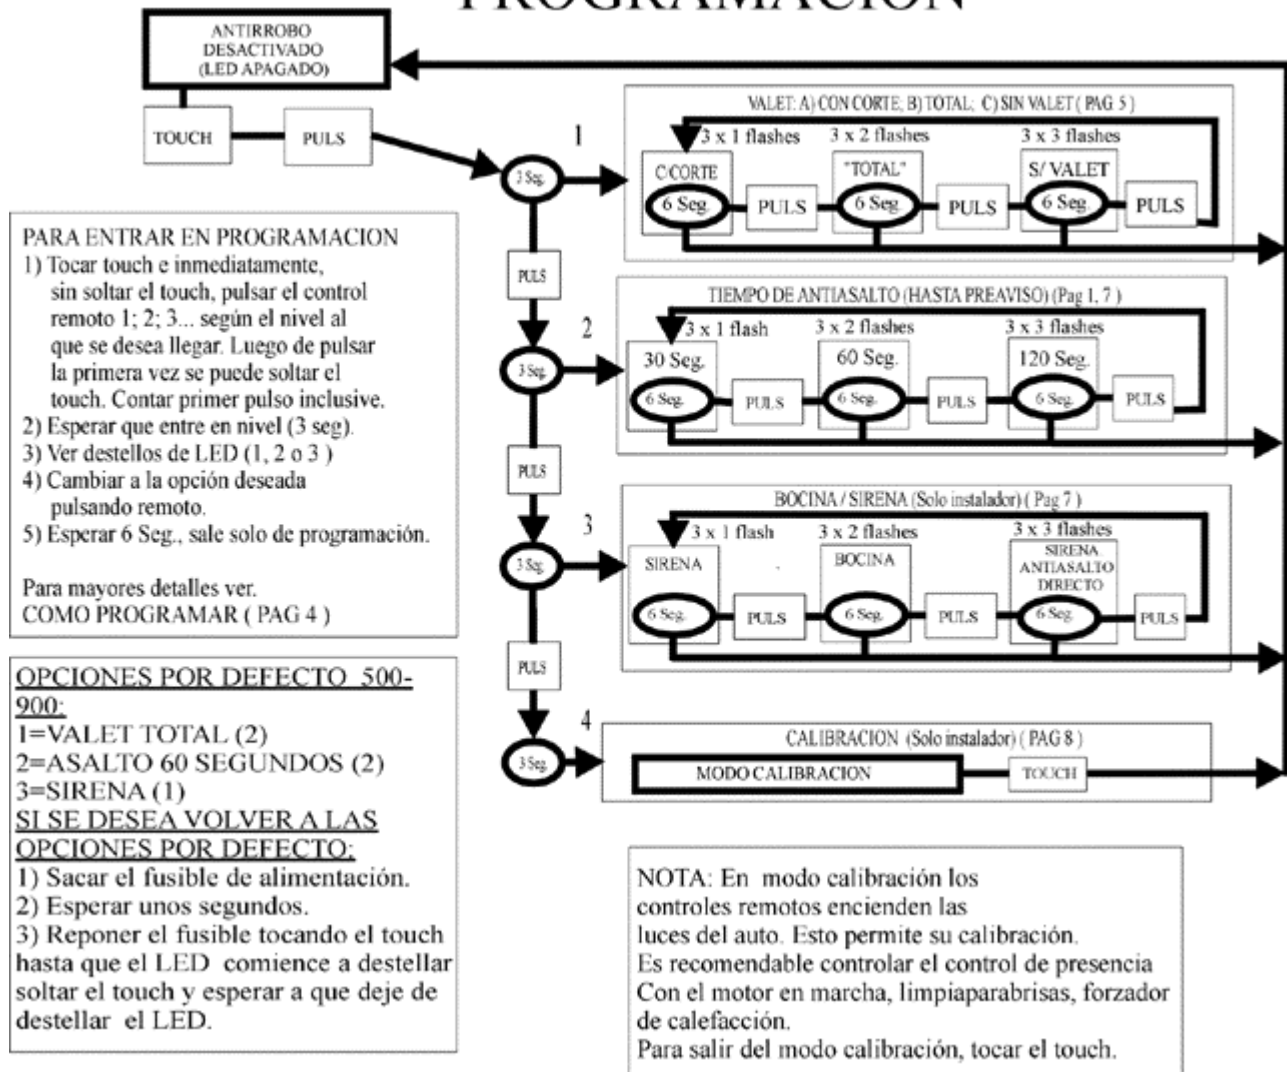 PROGRAMACION
ANTIRROBO
DESACTIVADO
(LED APAGADO)
TOUCH
PULS
3 Seg.
1
VALET: A) CON CORTE; B) TOTAL; C) SIN VALET ( PAG 5 )
3 x 1 flashes
3 x 2 flashes
3 x 3 flashes
C/CORTE
"TOTAL"
S/ VALET
6 Seg.
PULS
6 Seg.
PULS
6 Seg.
PULS
PULS
3 Seg.
2
TIEMPO DE ANTIASALTO (HASTA PREAVISO) (Pag 1, 7 )
3 x 1 flash
3 x 2 flashes
3 x 3 flashes
30 Seg.
60 Seg.
120 Seg.
6 Seg.
PULS
6 Seg.
PULS
6 Seg.
PULS
PULS
3 Seg.
3
BOCINA / SIRENA (Solo instalador) ( Pag 7 )
3 x 1 flash
3 x 2 flashes
3 x 3 flashes
SIRENA
BOCINA
SIRENA
ANTIASALTO
DIRECTO
6 Seg.
PULS
6 Seg.
PULS
6 Seg.
PULS
PULS
3 Seg.
4
CALIBRACION (Solo instalador) ( PAG 8 )
MODO CALIBRACION
TOUCH
PARA ENTRAR EN PROGRAMACION
1) Tocar touch e inmediatamente,
sin soltar el touch, pulsar el control
remoto 1; 2; 3... según el nivel al
que se desea llegar. Luego de pulsar
la primera vez se puede soltar el
touch. Contar primer pulso inclusive.
2) Esperar que entre en nivel (3 seg).
3) Ver destellos de LED (1, 2 o 3 )
4) Cambiar a la opción deseada
pulsando remoto.
5) Esperar 6 Seg., sale solo de programación.
Para mayores detalles ver.
COMO PROGRAMAR ( PAG 4 )
OPCIONES POR DEFECTO 500-
900:
1=VALET TOTAL (2)
2=ASALTO 60 SEGUNDOS (2)
3=SIRENA (1)
SI SE DESEA VOLVER A LAS
OPCIONES POR DEFECTO:
1) Sacar el fusible de alimentación.
2) Esperar unos segundos.
3) Reponer el fusible tocando el touch
hasta que el LED comience a destellar
soltar el touch y esperar a que deje de
destellar el LED.
NOTA: En modo calibración los
controles remotos encienden las
luces del auto. Esto permite su calibración.
Es recomendable controlar el control de presencia
Con el motor en marcha, limpiaparabrisas, forzador
de calefacción.
Para salir del modo calibración, tocar el touch.